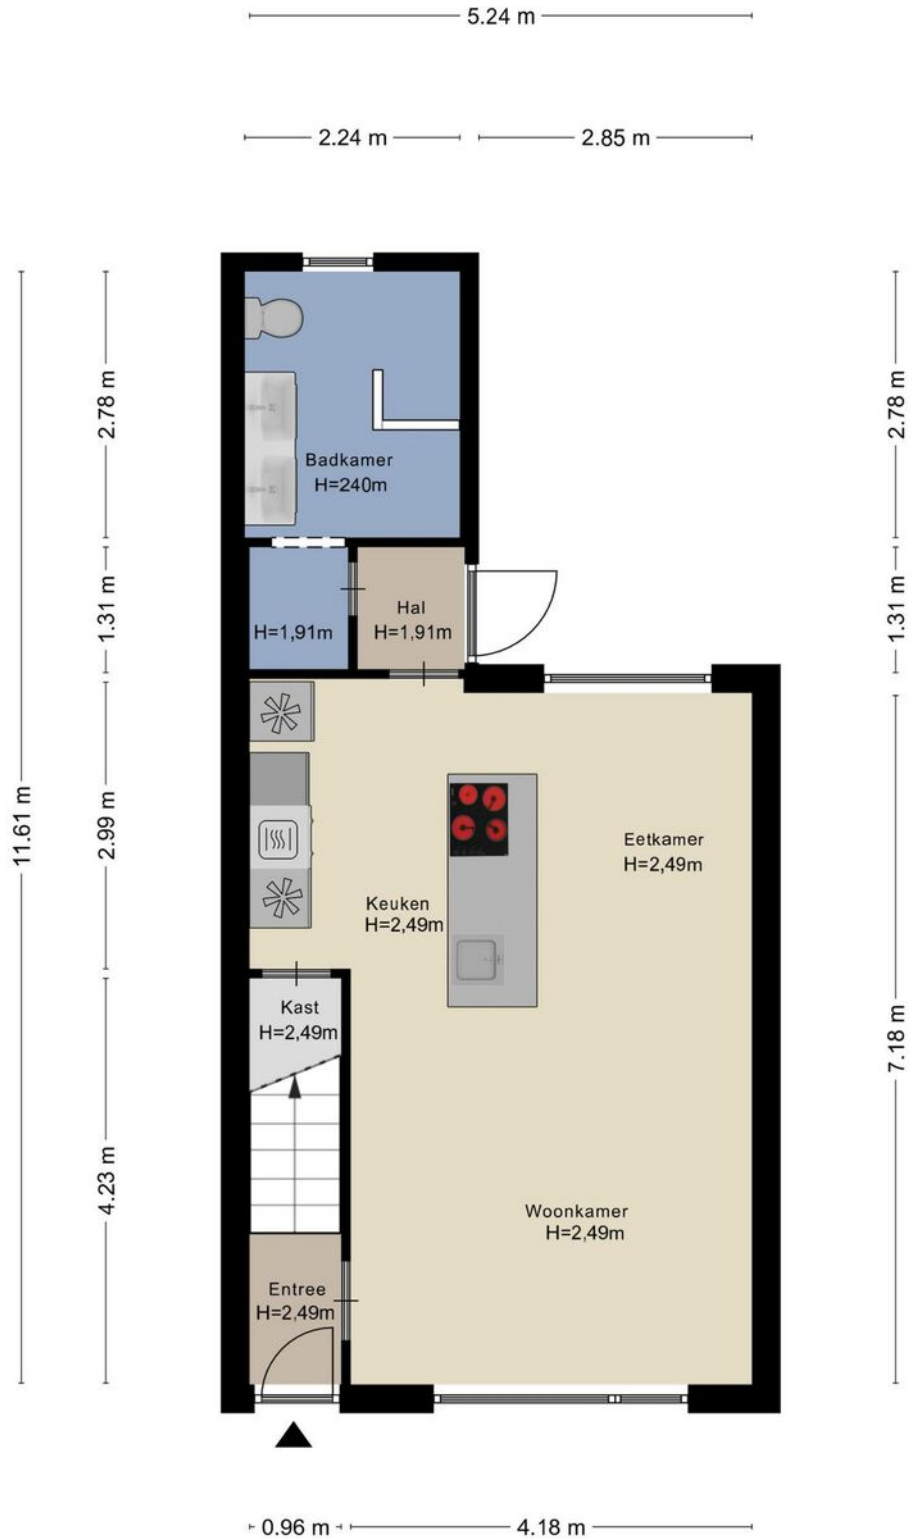 5.24 m
2.24 m
2.85 m
2.78 m
2.78 m
Badkamer
H=240m
1.31 m
1.31 m
Hal
H=1,91m
H=1,91m
11.61 m
2.99 m
Eetkamer
H=2,49m
Keuken
H=2,49m
Kast
H=2,49m
7.18 m
4.23 m
Woonkamer
H=2,49m
Entree
H=2,49m
0.96 m
4.18 m